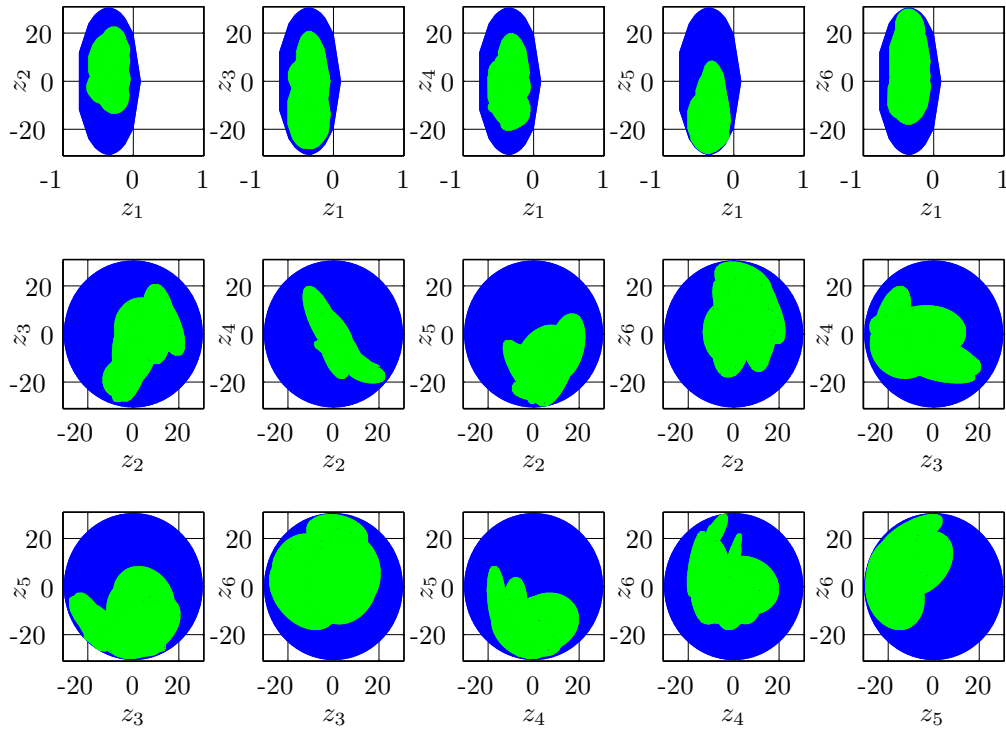 20 20 20 20 20
z₂ z₃ z₄ z₅ z₆
0 0 0 0 0
-20 -20 -20 -20 -20
-1 0 1 -1 0 1 -1 0 1 -1 0 1 -1 0 1
z₁ z₁ z₁ z₁ z₁
20 20 20 20 20
z₃ z₄ z₅ z₆ z₄
0 0 0 0 0
-20 -20 -20 -20 -20
-20 0 20 -20 0 20 -20 0 20 -20 0 20 -20 0 20
z₂ z₂ z₂ z₂ z₃
20 20 20 20 20
z₅ z₆ z₅ z₆ z₆
0 0 0 0 0
-20 -20 -20 -20 -20
-20 0 20 -20 0 20 -20 0 20 -20 0 20 -20 0 20
z₃ z₃ z₄ z₄ z₅